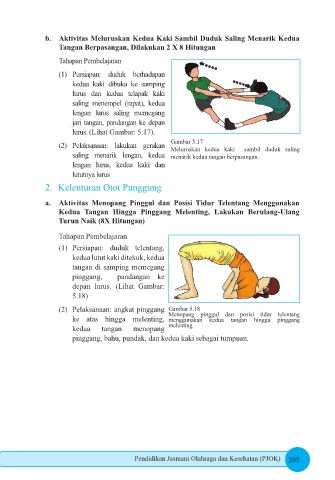 b. Aktivitas Meluruskan Kedua Kaki Sambil Duduk Saling Menarik Kedua
Tangan Berpasangan, Dilakukan 2 X 8 Hitungan
Tahapan Pembelajaran
(1) Persiapan: duduk berhadapan
kedua kaki dibuka ke samping
lurus dan kedua telapak kaki
saling menempel (rapat), kedua
lengan lurus saling memegang
jari tangan, pandangan ke depan
lurus. (Lihat Gambar: 5.17).
(2) Pelaksanaan: lakukan gerakan
saling menarik lengan, kedua
lengan lurus, kedua kaki dan
lututnya lurus
Gambar 5.17
Meluruskan kedua kaki sambil duduk saling
menarik kedua tangan berpasangan.
2. Kelenturan Otot Punggung
a. Aktivitas Menopang Pinggul dan Posisi Tidur Telentang Menggunakan
Kedua Tangan Hingga Pinggang Melenting, Lakukan Berulang-Ulang
Turun Naik (8X Hitungan)
Tahapan Pembelajaran
(1) Persiapan: duduk telentang,
kedua lutut kaki ditekuk, kedua
tangan di samping memegang
pinggang, pandangan ke
depan lurus. (Lihat Gambar:
5.18)
(2) Pelaksanaan: angkat pinggang
ke atas hingga melenting,
kedua tangan menopang
pinggang, bahu, pundak, dan kedua kaki sebagai tumpuan.
Gambar 5.18
Menopang pinggul dan posisi tidur telentang
menggunakan kedua tangan hingga pinggang
melenting
Pendidikan Jasmani Olahraga dan Kesehatan (PJOK) 205